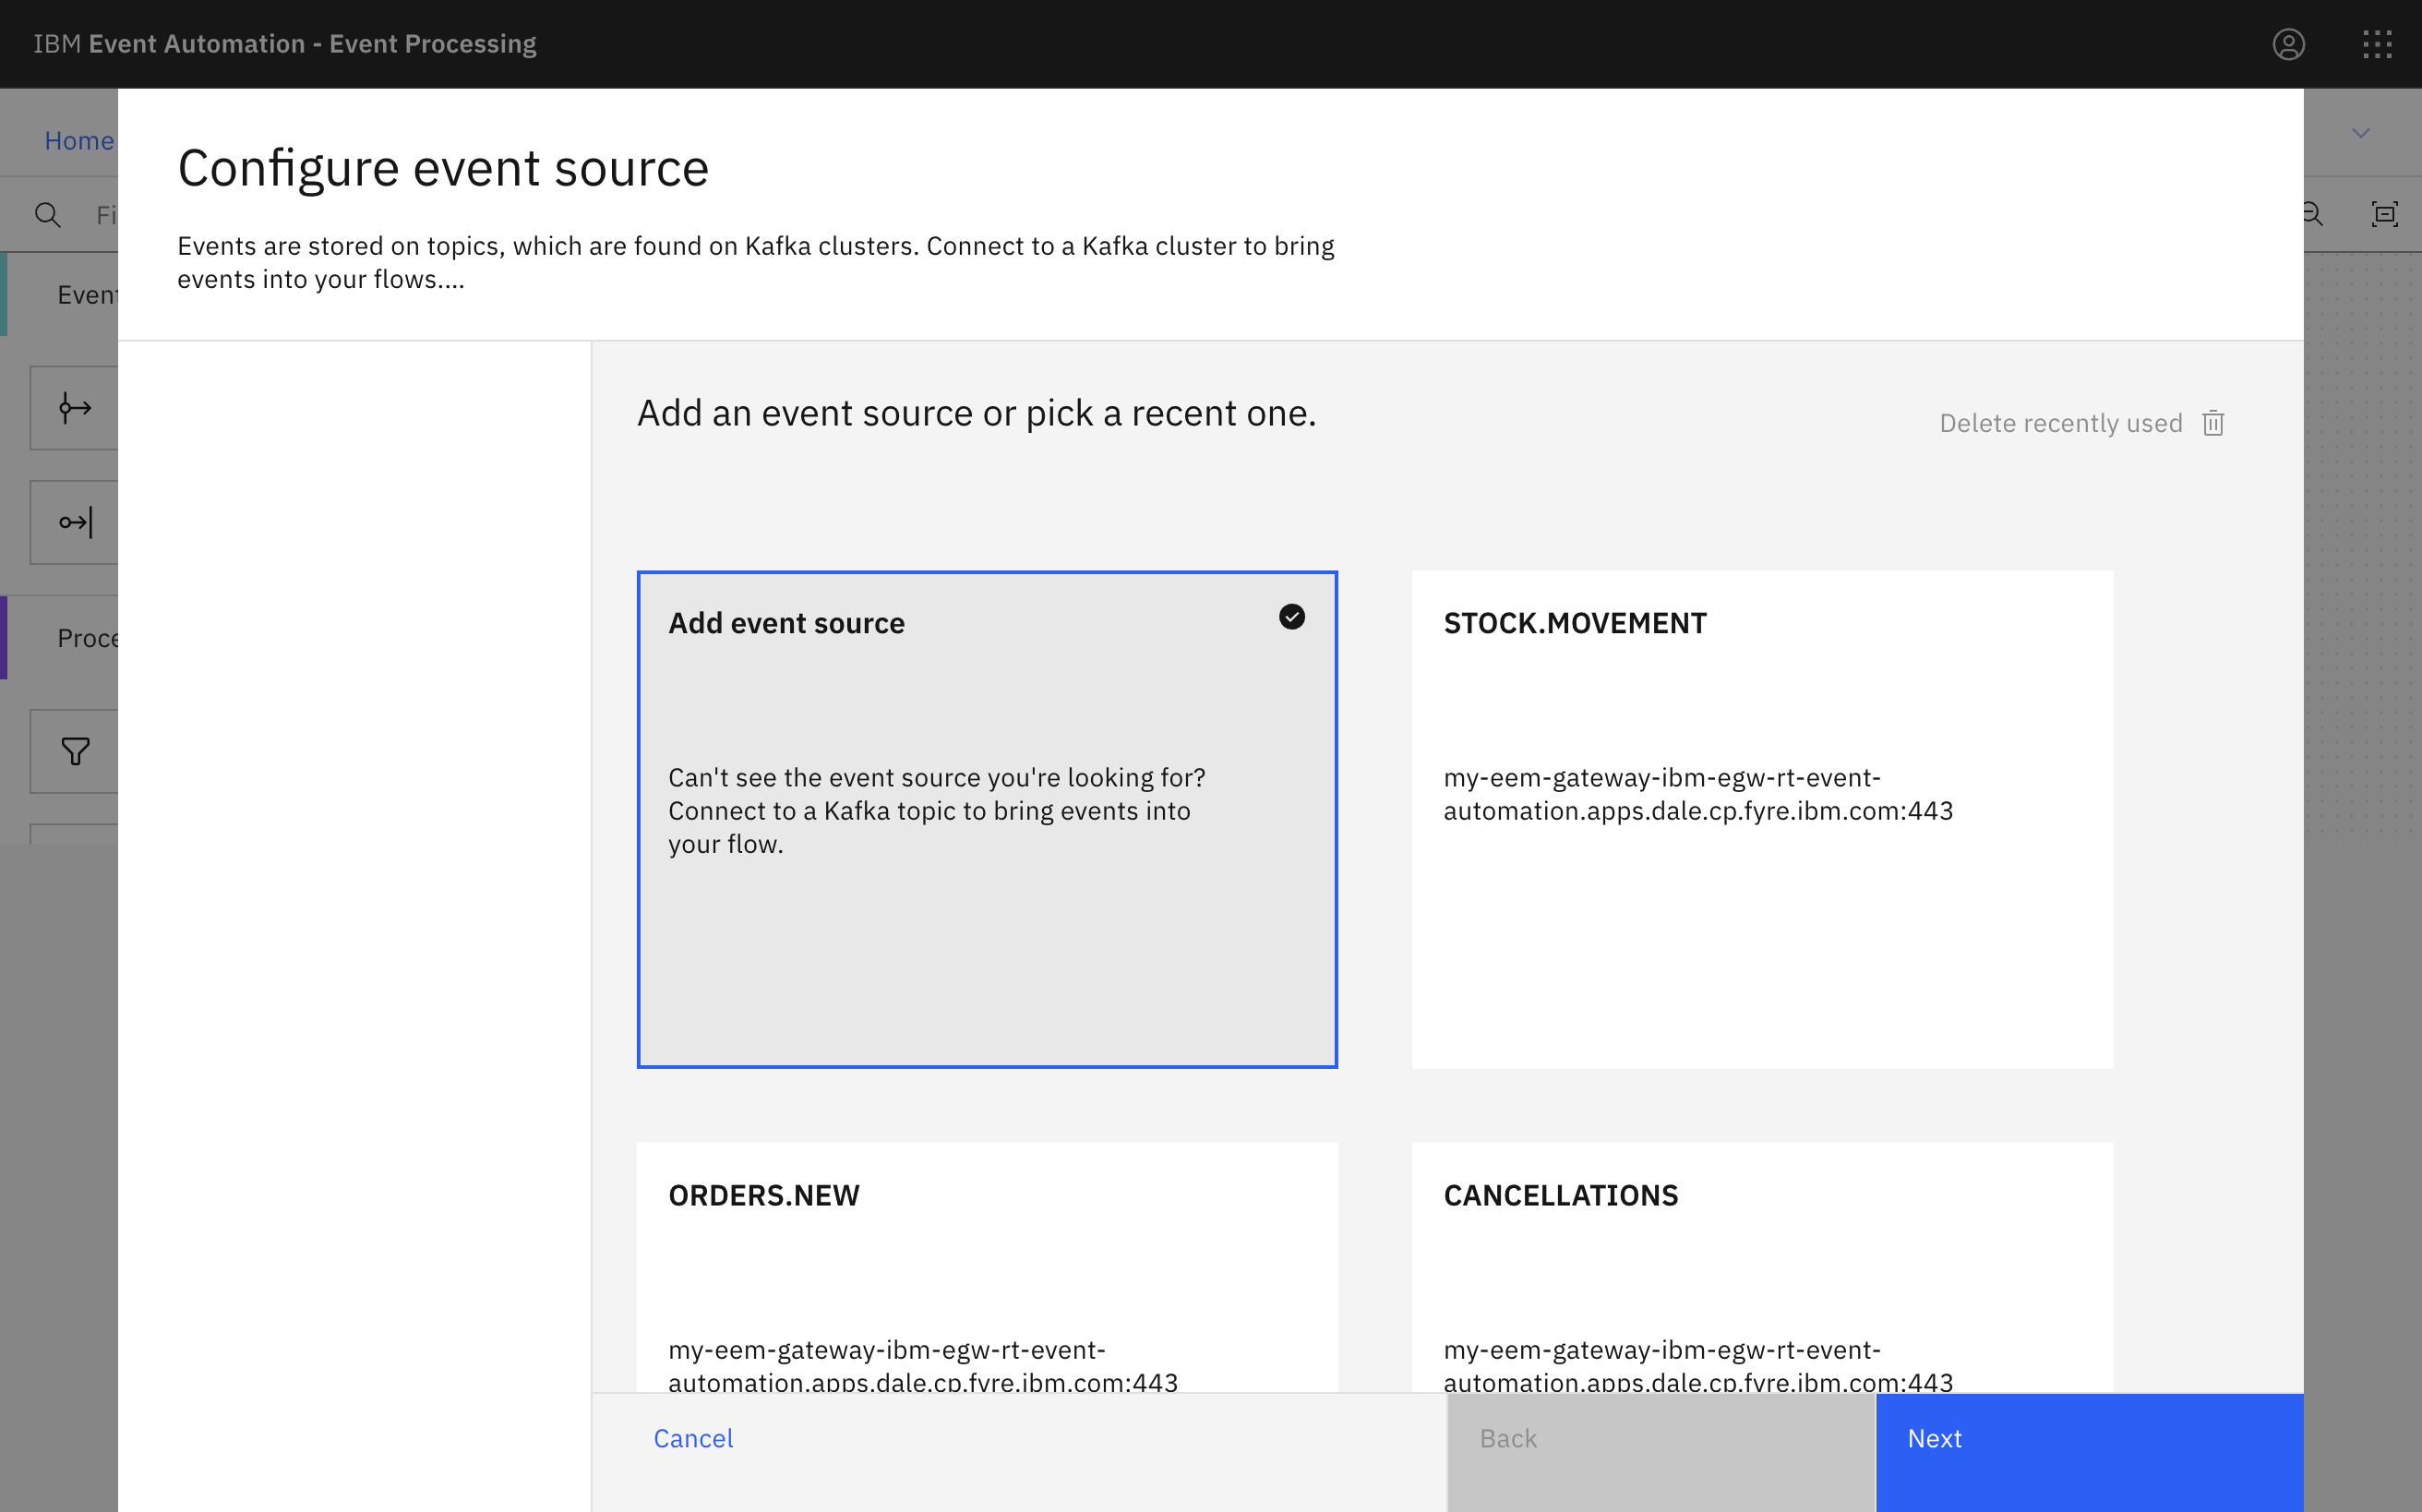 IBM Event Automation - Event Processing
Home
Configure event source
Events are stored on topics, which are found on Kafka clusters. Connect to a Kafka cluster to bring
events into your flows....
Add an event source or pick a recent one.
Delete recently used
Add event source
Can't see the event source you're looking for?
Connect to a Kafka topic to bring events into
your flow.
STOCK.MOVEMENT
my-eem-gateway-ibm-egw-rt-event-
automation.apps.dale.cp.fyre.ibm.com:443
ORDERS.NEW
my-eem-gateway-ibm-egw-rt-event-
automation.apps.dale.cp.fyre.ibm.com:443
CANCELLATIONS
my-eem-gateway-ibm-egw-rt-event-
automation.apps.dale.cp.fyre.ibm.com:443
Cancel
Back
Next